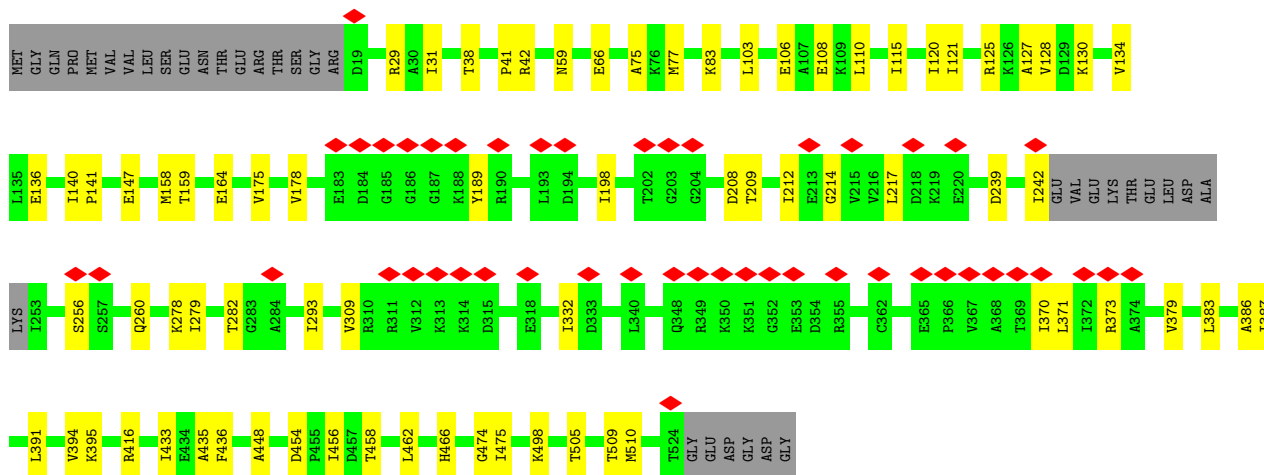 MET GLY GLN PRO MET VAL VAL LEU SER GLU ASN THR GLU ARG THR SER GLY ARG D19 R29 A30 I31 T38 P41 R42 N59 E66 A75 K76 M77 K83 L103 E106 A107 E108 K109 L110 I115 I120 I121 R125 K126 A127 V128 D129 K130 V134
L135 E136 I140 P141 E147 M158 T159 E164 V175 V178 E183 D184 G185 G186 G187 K188 Y189 R190 L193 D194 I198 T202 G203 G204 D208 T209 I212 E213 G214 V215 V216 L217 D218 K219 E220 D239 I242 GLU VAL GLU LYS THR GLU LEU ASP ALA
LYS I253 S256 S257 Q260 K278 I279 T282 G283 A284 I293 V309 R310 R311 V312 K313 K314 D315 E318 I332 D333 L340 Q348 R349 K350 K351 G352 E353 D354 R355 C362 E365 P366 V367 A368 T369 I370 L371 I372 R373 A374 V379 L383 A386 I387
L391 V394 K395 R416 I433 E434 A435 F436 A448 D454 P455 I456 D457 T458 L462 H466 G474 I475 K498 T505 T509 M510 T524 GLY GLU ASP GLY ASP GLY